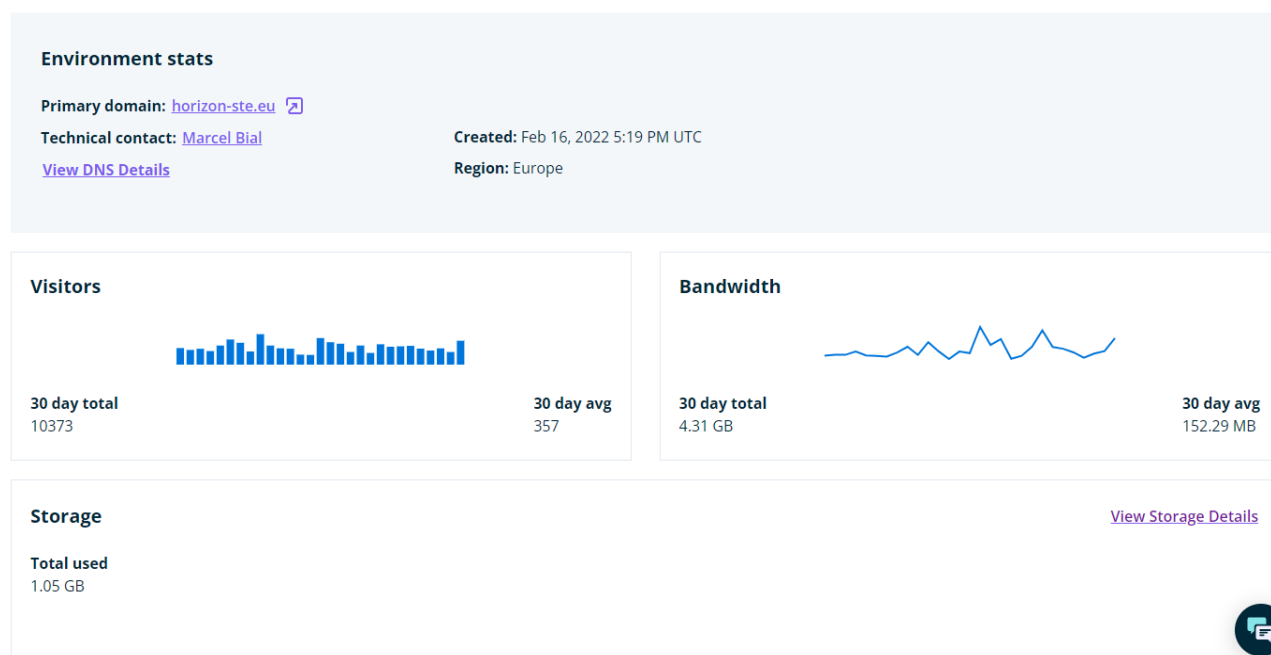 Environment stats
Primary domain: horizon-ste.eu
Technical contact: Marcel Bial
View DNS Details
Created: Feb 16, 2022 5:19 PM UTC
Region: Europe
Visitors
30 day total
10373
30 day avg
357
Bandwidth
30 day total
4.31 GB
30 day avg
152.29 MB
Storage
View Storage Details
Total used
1.05 GB